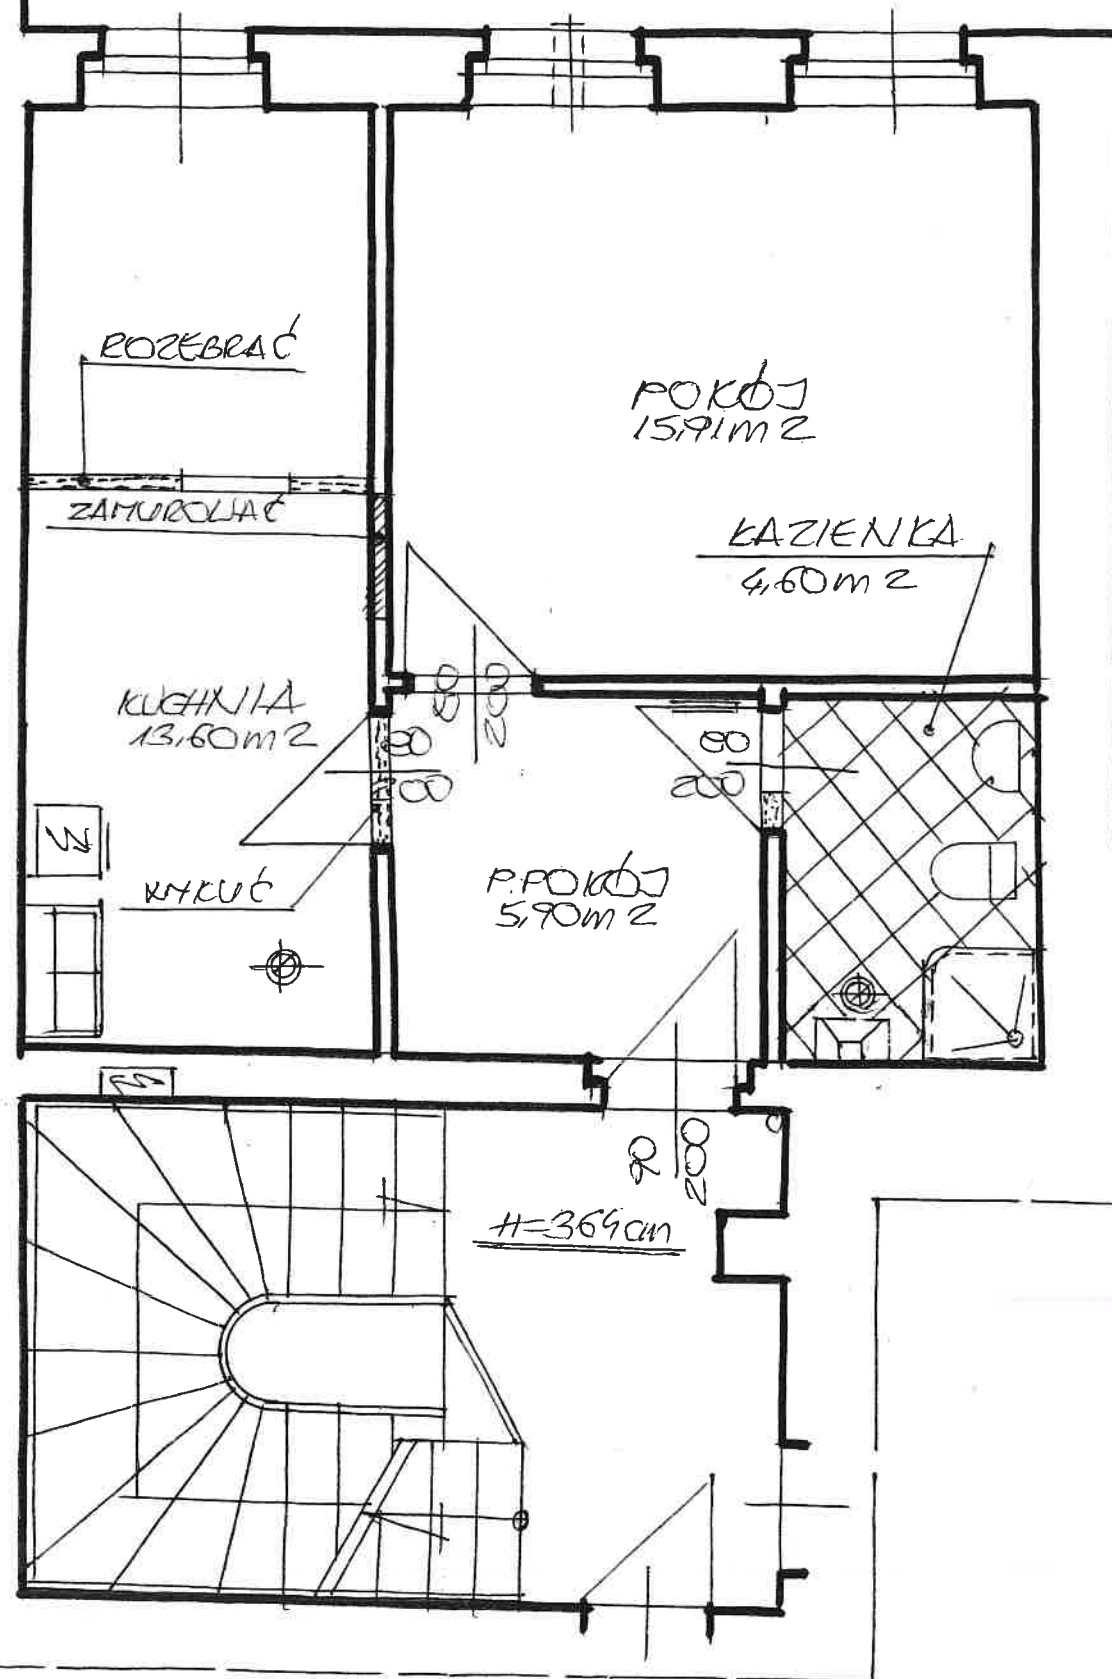 ROZEBRAĆ
POKÓJ
15,91m2
ZAMUROWAĆ
ŁAZIENKA
4,60m2
80
200
KUCHNIA
13,60m2
80
200
80
200
WYKUĆ
P.POKÓJ
5,90m2
90
200
H=364cm